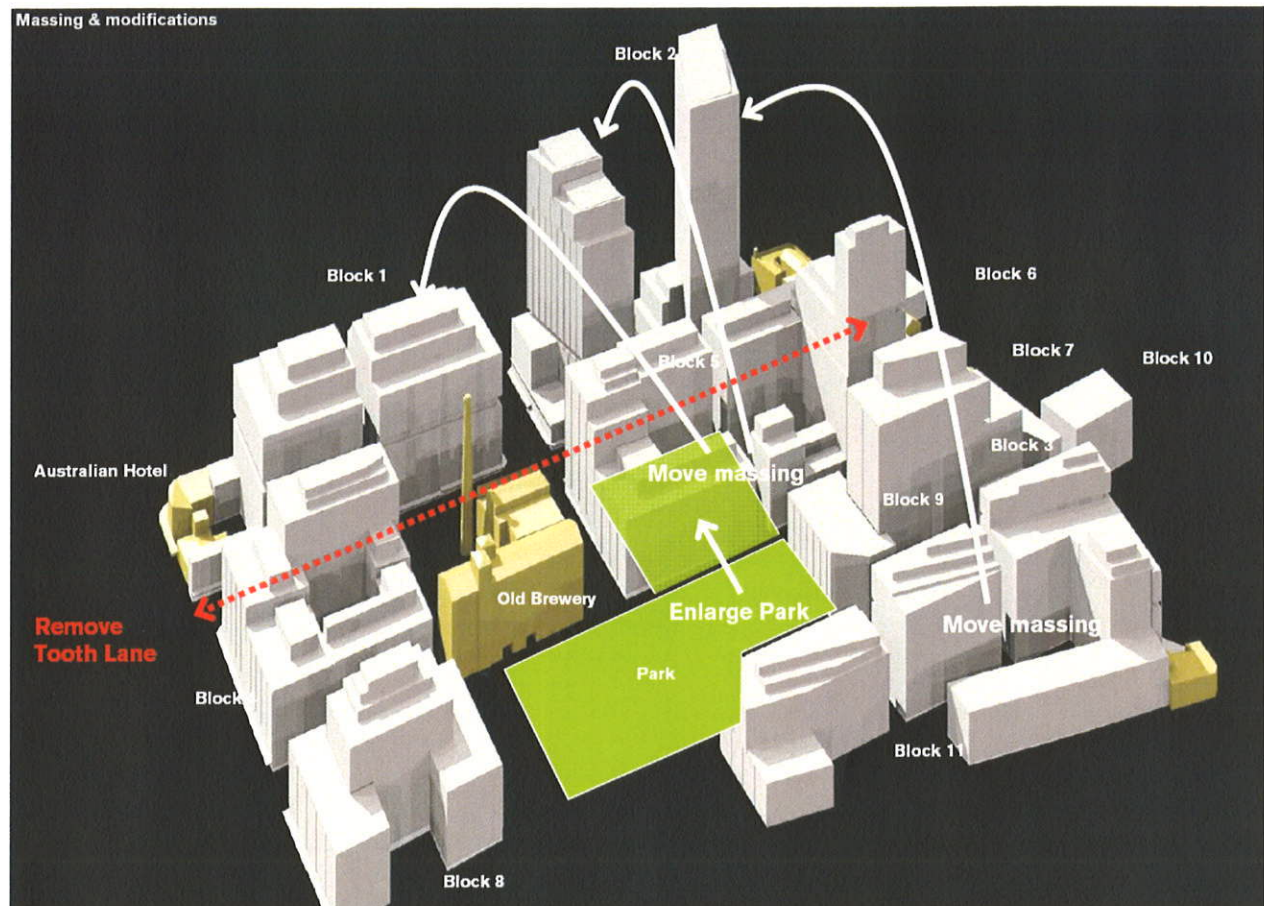 Massing & modifications
Block 2
Block 1
Block 6
Block 7
Block 10
Block 5
Block 3
Australian Hotel
Move massing
Block 9
Old Brewery
Enlarge Park
Move massing
Remove
Tooth Lane
Park
Block
Block 11
Block 8